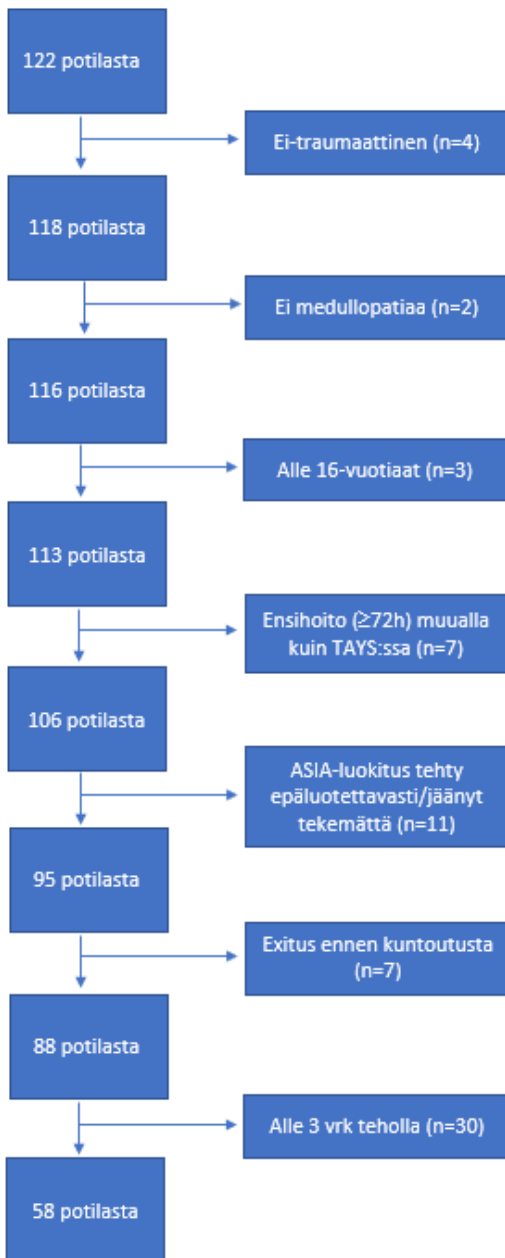 122 potilasta
Ei-traumaattinen (n=4)
118 potilasta
Ei medullopatiaa (n=2)
116 potilasta
Alle 16-vuotiaat (n=3)
113 potilasta
Ensihoito (≥72h) muualla
kuin TAYS:ssa (n=7)
106 potilasta
ASIA-luokitus tehty
epäluotettavasti/jäänyt
tekemättä (n=11)
95 potilasta
Exitus ennen kuntoutusta
(n=7)
88 potilasta
Alle 3 vrk teholla (n=30)
58 potilasta